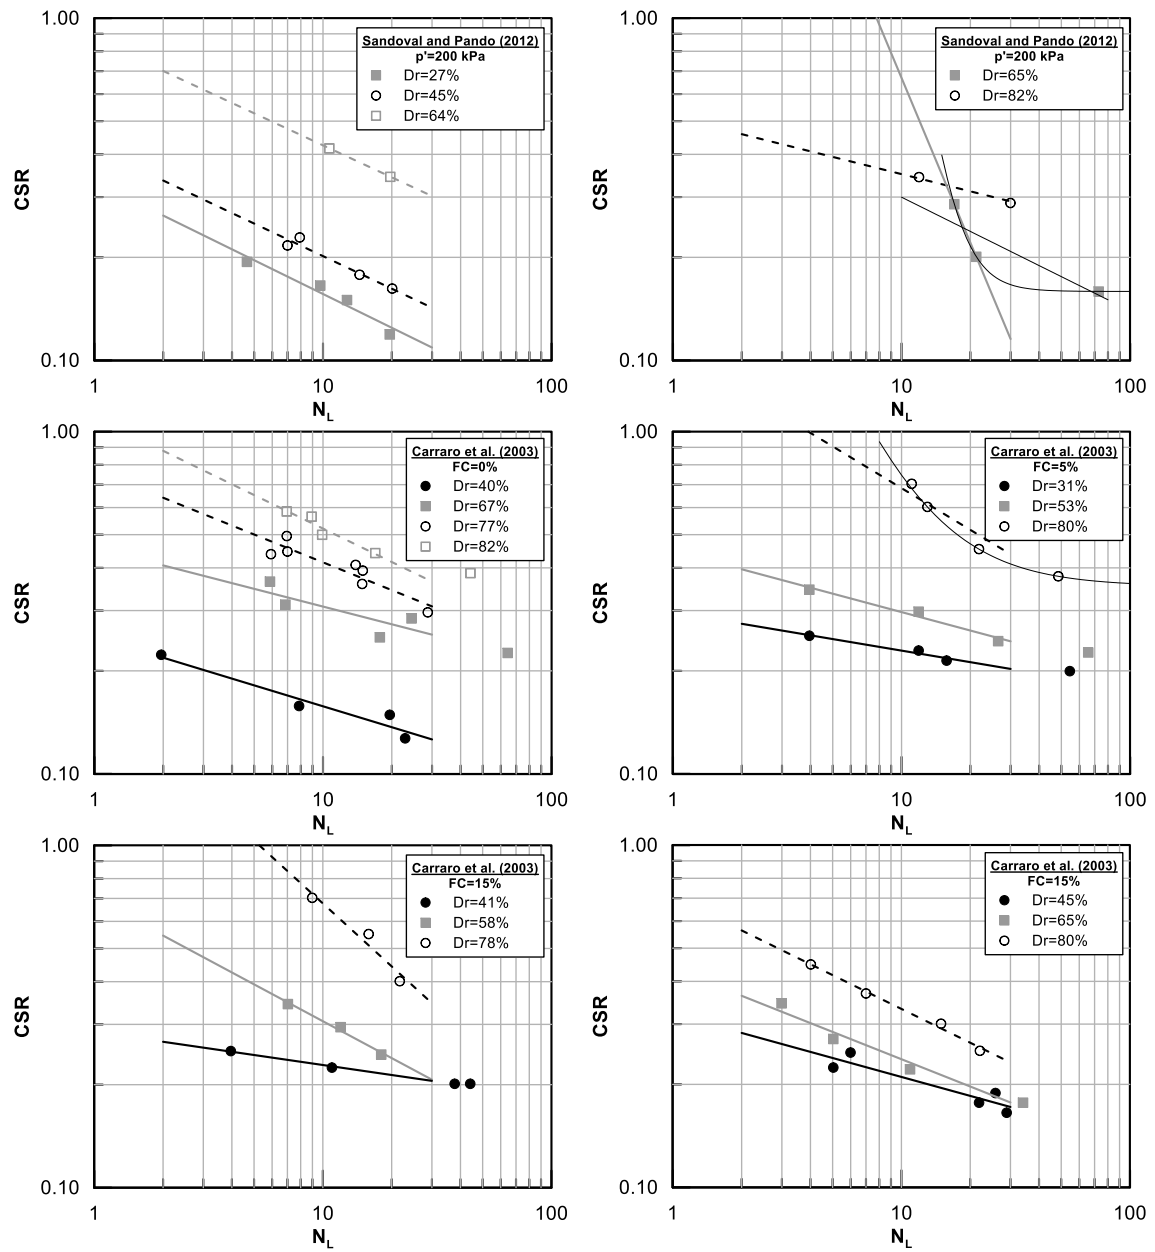 1.00
Sandoval and Pando (2012)
p'=200 kPa
Dr=27%
Dr=45%
Dr=64%
CSR
0.10
1
10
100
N_L
1.00
Sandoval and Pando (2012)
p'=200 kPa
Dr=65%
Dr=82%
CSR
0.10
1
10
100
N_L
1.00
Carraro et al. (2003)
FC=0%
Dr=40%
Dr=67%
Dr=77%
Dr=82%
CSR
0.10
1
10
100
N_L
1.00
Carraro et al. (2003)
FC=5%
Dr=31%
Dr=53%
Dr=80%
CSR
0.10
1
10
100
N_L
1.00
Carraro et al. (2003)
FC=15%
Dr=41%
Dr=58%
Dr=78%
CSR
0.10
1
10
100
N_L
1.00
Carraro et al. (2003)
FC=15%
Dr=45%
Dr=65%
Dr=80%
CSR
0.10
1
10
100
N_L